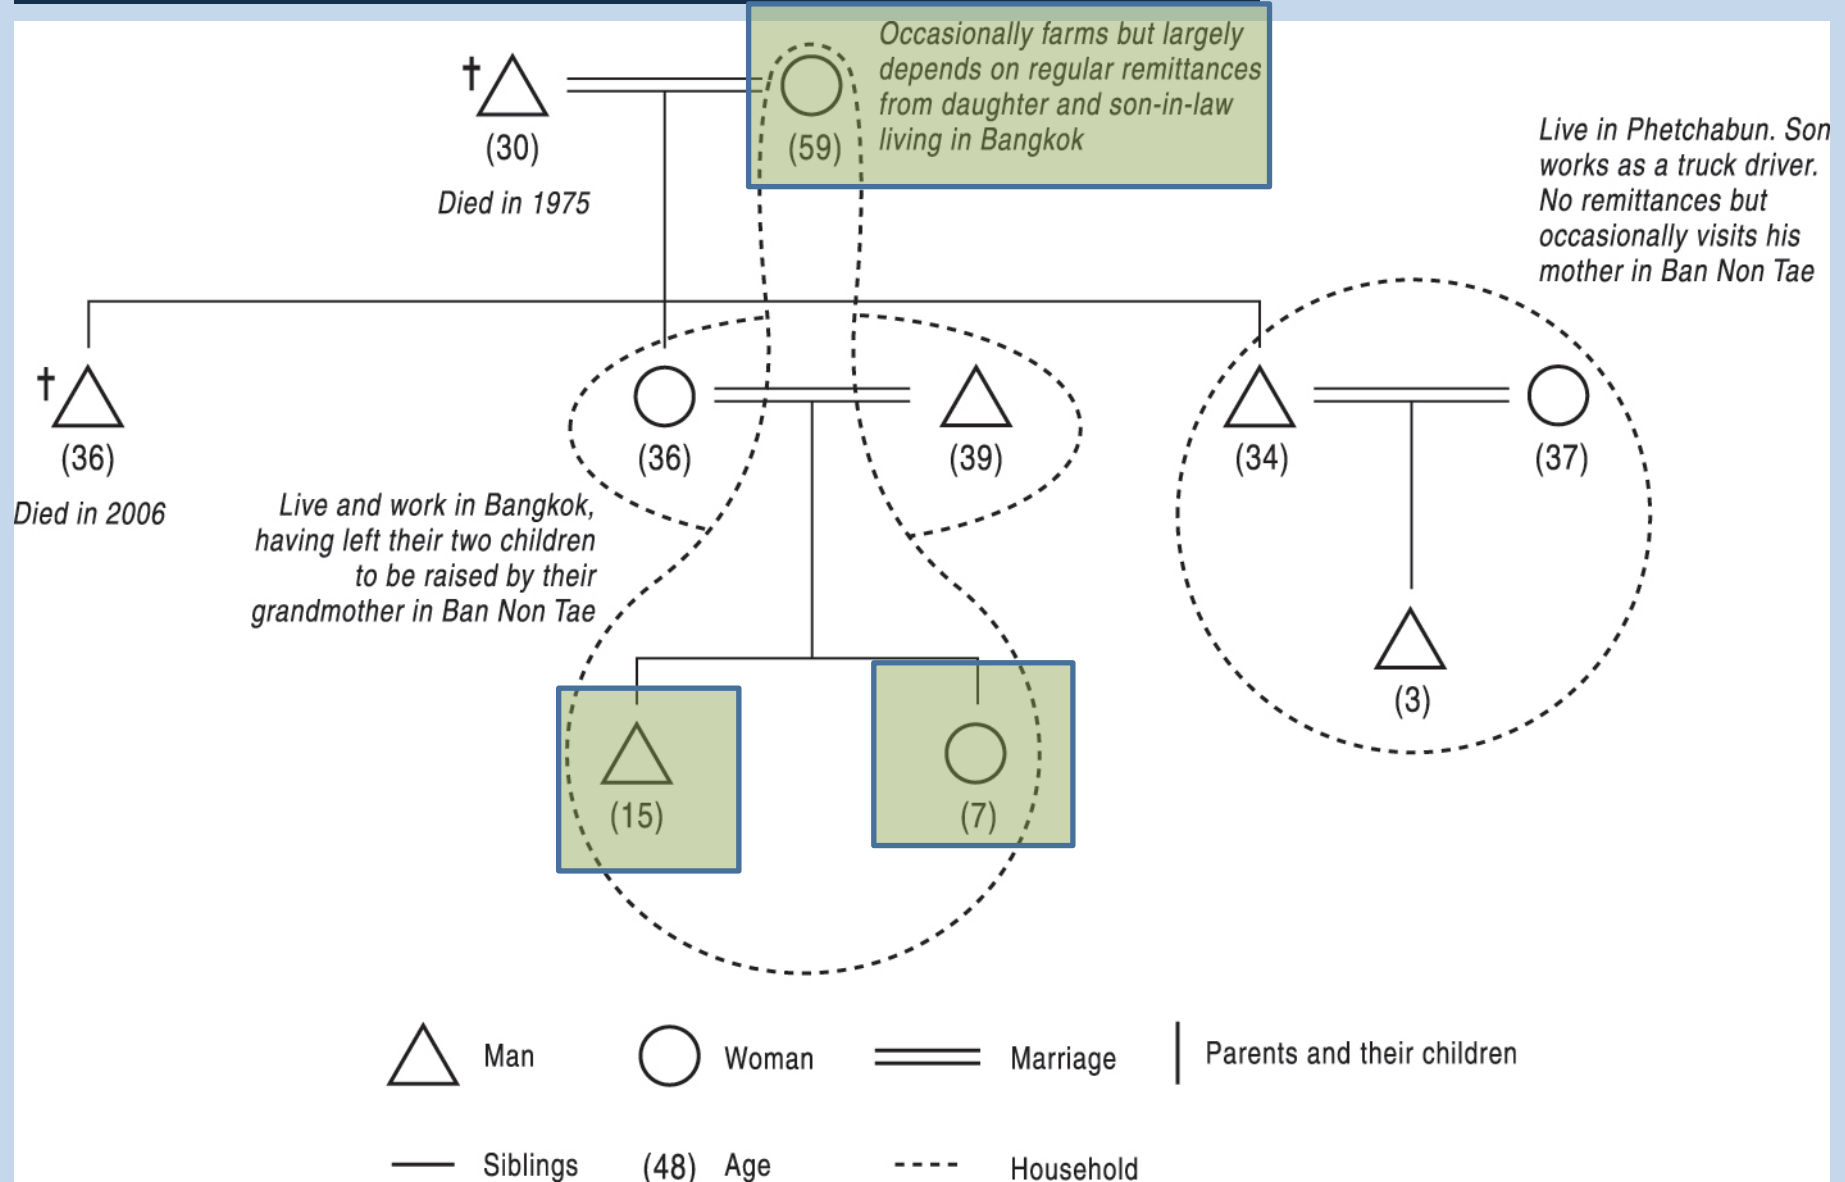 Occasionally farms but largely
depends on regular remittances
from daughter and son-in-law
living in Bangkok
†
(30)
(59)
Died in 1975
Live in Phetchabun. Son
works as a truck driver.
No remittances but
occasionally visits his
mother in Ban Non Tae
†
(36)
(36)
(39)
(34)
(37)
Died in 2006
Live and work in Bangkok,
having left their two children
to be raised by their
grandmother in Ban Non Tae
(3)
(15)
(7)
Man
Woman
Marriage
Parents and their children
Siblings
(48) Age
Household